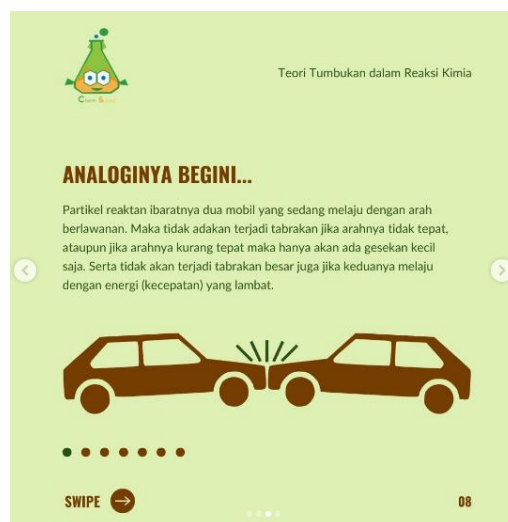 Teori Tumbukan dalam Reaksi Kimia
ANALOGINYA BEGINI...
Partikel reaktan ibaratnya dua mobil yang sedang melaju dengan arah
berlawanan. Maka tidak adakan terjadi tabrakan jika arahnya tidak tepat,
ataupun jika arahnya kurang tepat maka hanya akan ada gesekan kecil
saja. Serta tidak akan terjadi tabrakan besar juga jika keduanya melaju
dengan energi (kecepatan) yang lambat.
SWIPE
08